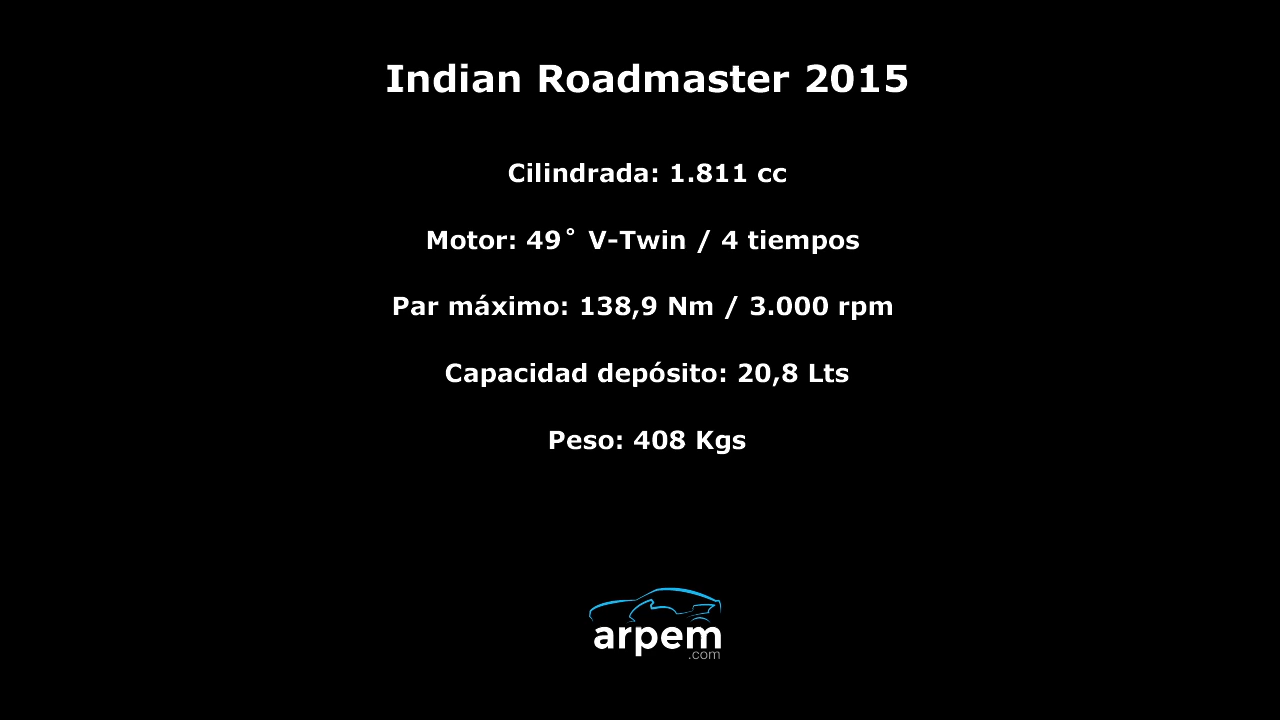 Indian Roadmaster 2015
Cilindrada: 1.811 cc
Motor: 49° V-Twin / 4 tiempos
Par máximo: 138,9 Nm / 3.000 rpm
Capacidad depósito: 20,8 Lts
Peso: 408 Kgs
arpem
.com